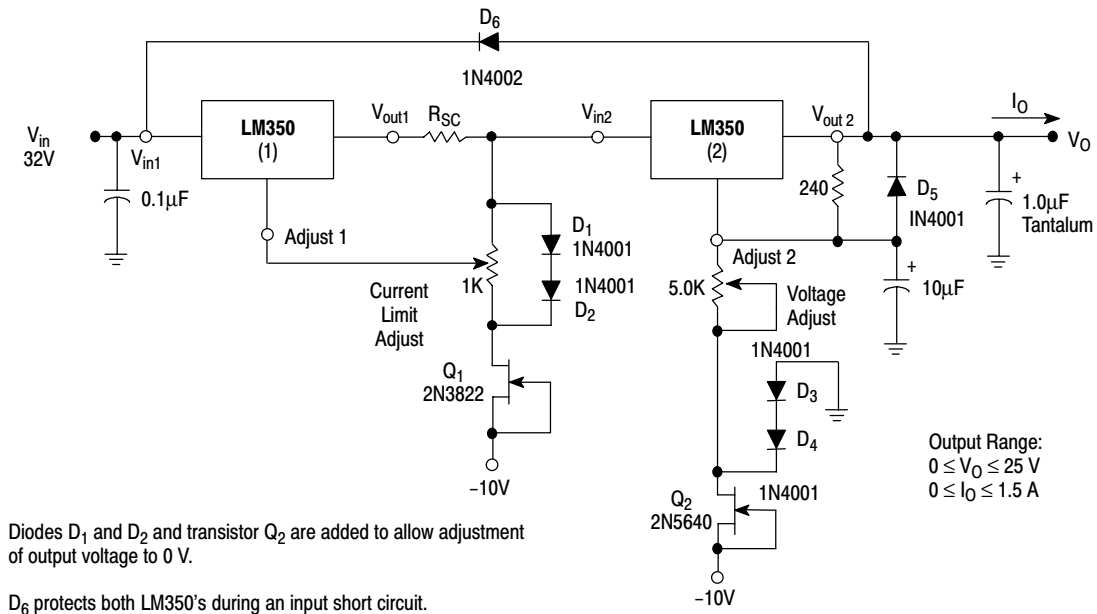 D6
1N4002
Vin
32V
Vin1
0.1µF
LM350
(1)
Vout1
RSC
Vin2
LM350
(2)
Vout 2
IO
VO
240
D5
IN4001
+
1.0µF
Tantalum
Adjust 1
D1
1N4001
1K
1N4001
D2
Current
Limit
Adjust
Adjust 2
5.0K
Voltage
Adjust
+
10µF
Q1
2N3822
–10V
1N4001
D3
D4
1N4001
Q2
2N5640
–10V
Output Range:
0 ≤ VO ≤ 25 V
0 ≤ IO ≤ 1.5 A
Diodes D1 and D2 and transistor Q2 are added to allow adjustment
of output voltage to 0 V.
D6 protects both LM350's during an input short circuit.